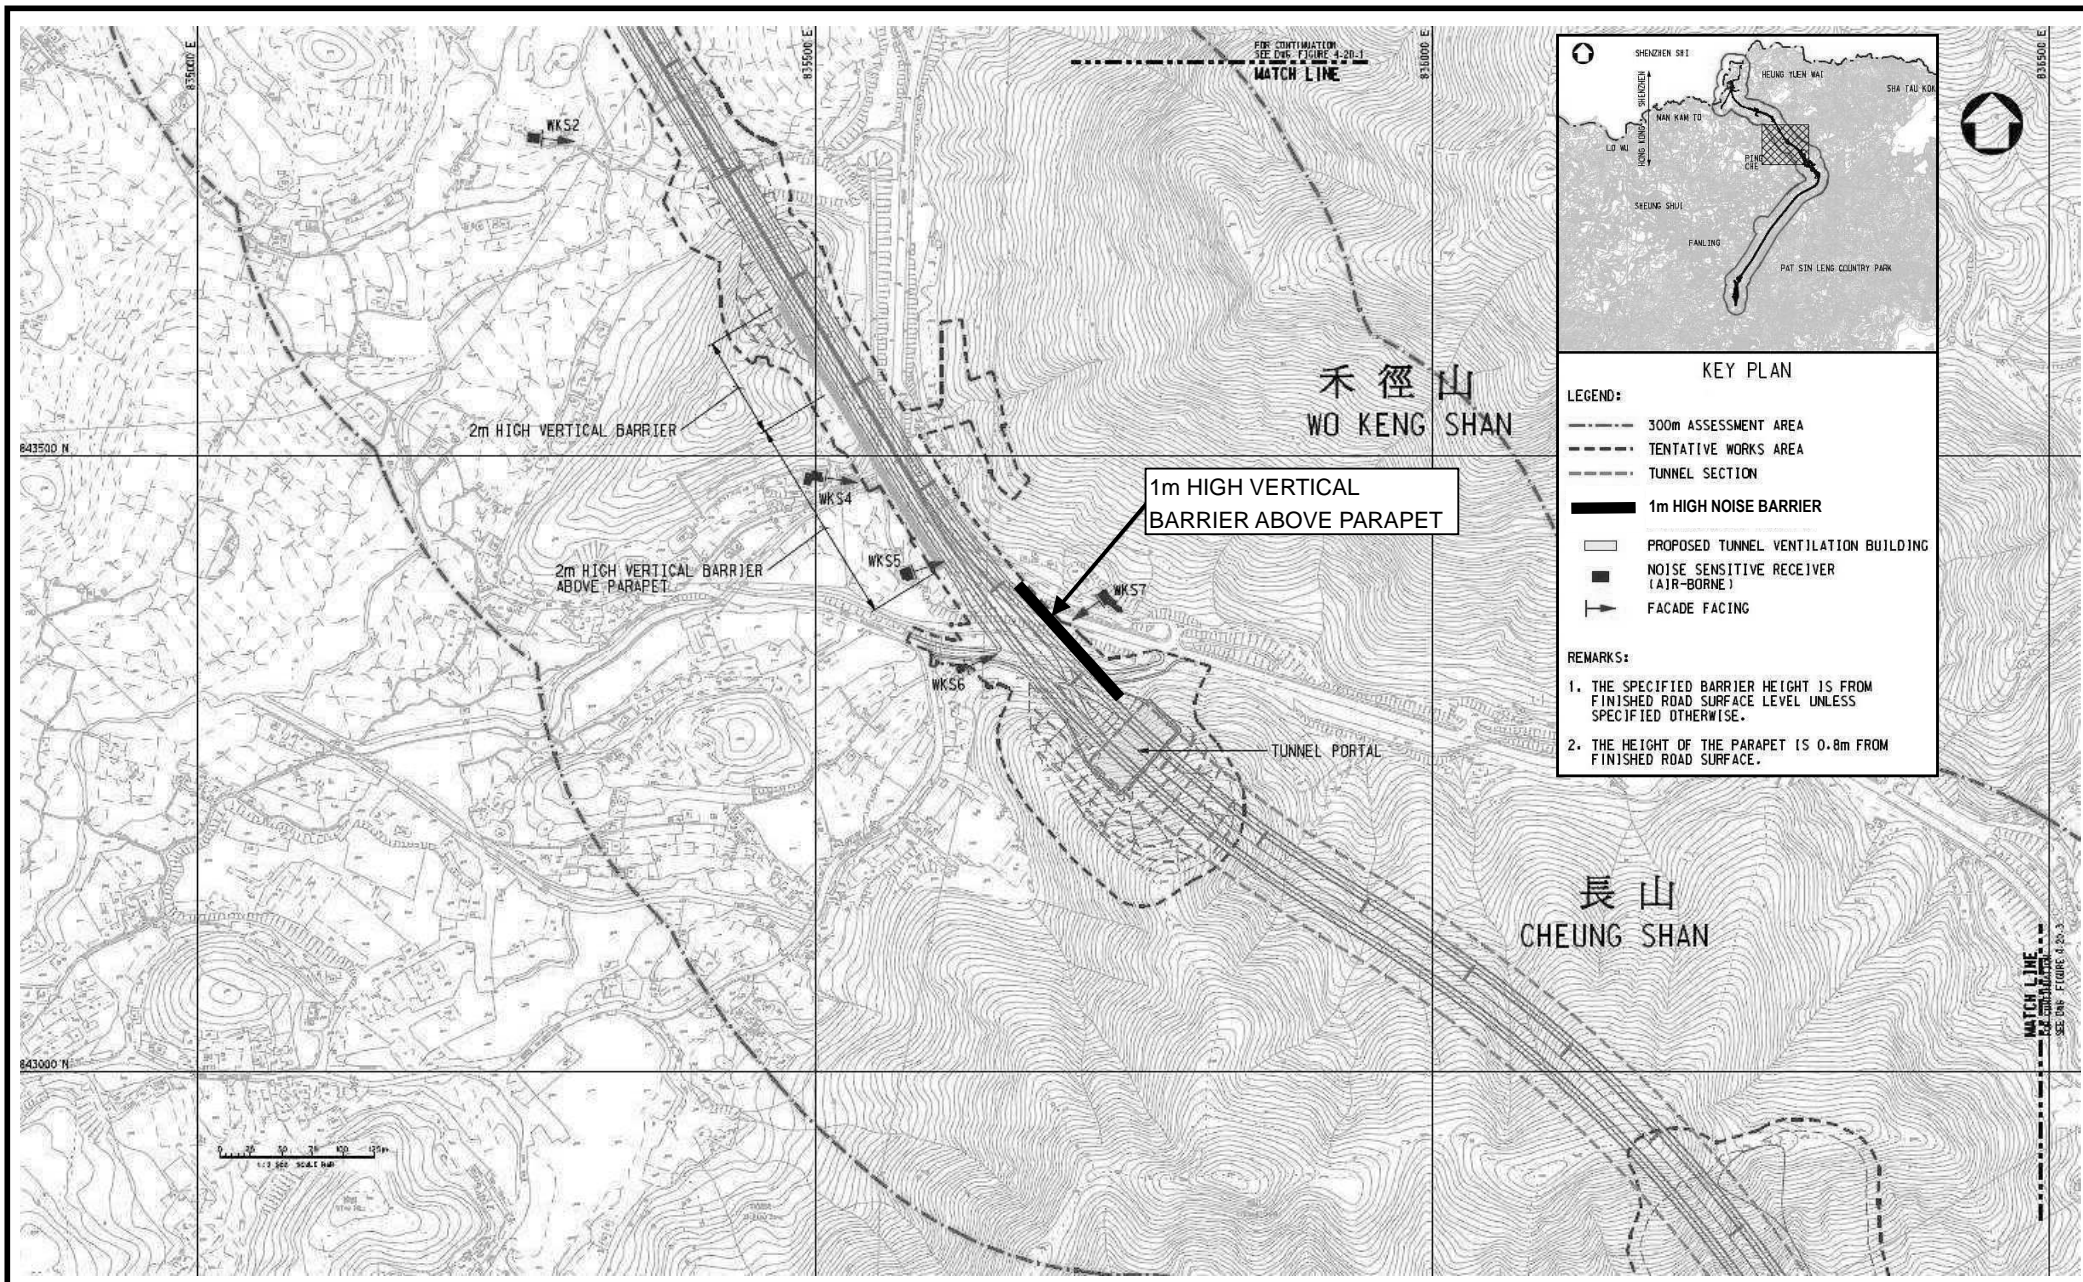 835000 E
835500 E
FOR CONTINUATION
SEE DWG. FIGURE 4-20.1
MATCH LINE
836000 E
836500 E
SHENZHEN SHI
HEUNG YUEN WAI
SHA TAU KOK
SHENZHEN
HONG KONG
MAN KAM TO
LO WU
PING
CHE
SHEUNG SHUI
FANLING
PAT SIN LENG COUNTRY PARK
KEY PLAN
LEGEND:
300m ASSESSMENT AREA
TENTATIVE WORKS AREA
TUNNEL SECTION
1m HIGH NOISE BARRIER
PROPOSED TUNNEL VENTILATION BUILDING
NOISE SENSITIVE RECEIVER
(AIR-BORNE)
FACADE FACING
REMARKS:
1. THE SPECIFIED BARRIER HEIGHT IS FROM
FINISHED ROAD SURFACE LEVEL UNLESS
SPECIFIED OTHERWISE.
2. THE HEIGHT OF THE PARAPET IS 0.8m FROM
FINISHED ROAD SURFACE.
WKS2
禾徑山
WO KENG SHAN
2m HIGH VERTICAL BARRIER
843500 N
WKS4
1m HIGH VERTICAL
BARRIER ABOVE PARAPET
WKS5
2m HIGH VERTICAL BARRIER
ABOVE PARAPET
WKS7
WKS6
TUNNEL PORTAL
長山
CHEUNG SHAN
MATCH LINE
FOR CONTINUATION
SEE DWG. FIGURE 4-20.3
843000 N
0 25 50 75 100 125m